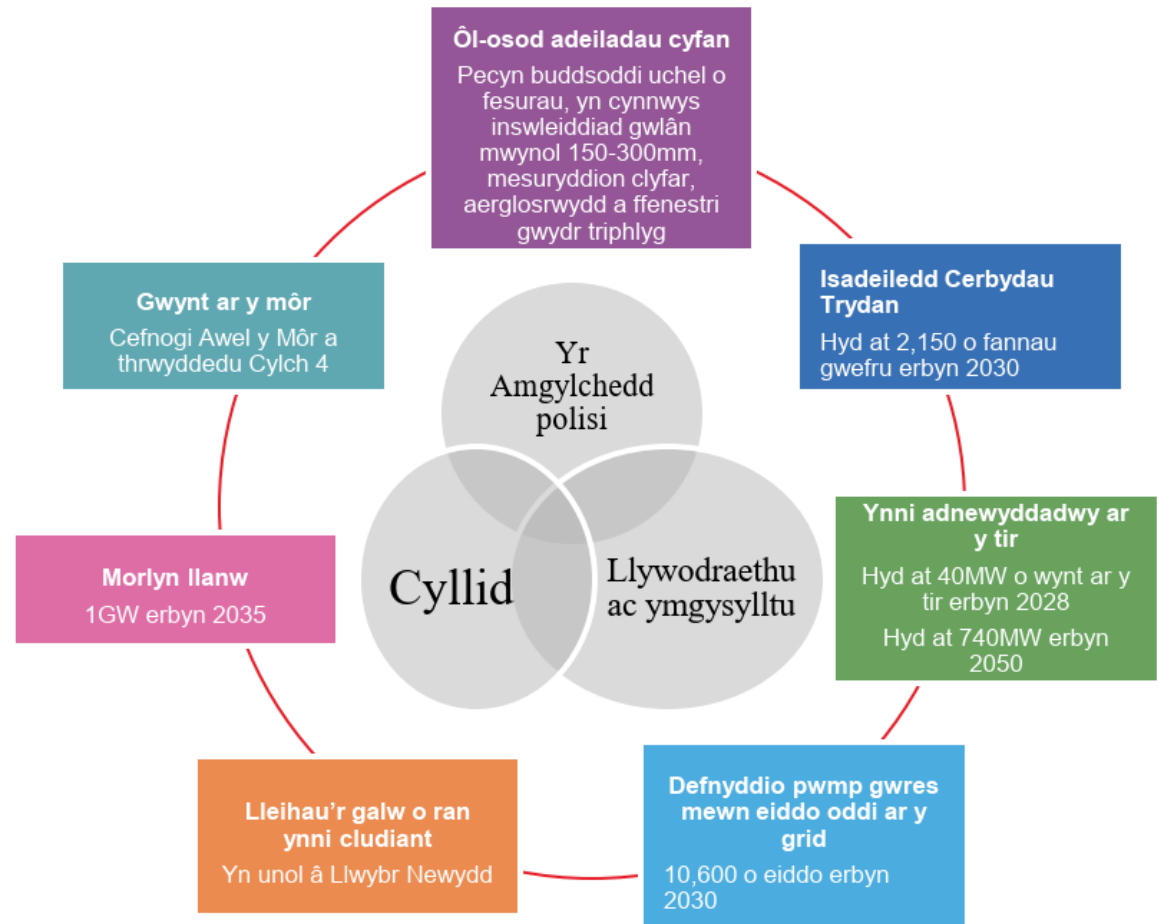 Ôl-osod adeiladau cyfan
Pecyn buddsoddi uchel o
fesurau, yn cynnwys
inswleiddiad gwlân
mwynol 150-300mm,
mesuryddion clyfar,
aerglosrwydd a ffenestri
gwydr triphlyg
Isadeiledd Cerbydau
Trydan
Hyd at 2,150 o fannau
gwefru erbyn 2030
Ynni adnewyddadwy ar
y tir
Hyd at 40MW o wynt ar y
tir erbyn 2028
Hyd at 740MW erbyn
2050
Defnyddio pwmp gwres
mewn eiddo oddi ar y
grid
10,600 o eiddo erbyn
2030
Lleihau’r galw o ran
ynni cludiant
Yn unol â Llwybr Newydd
Morlyn llanw
1GW erbyn 2035
Gwynt ar y môr
Cefnogi Awel y Môr a
thrwyddedu Cylch 4
Yr
Amgylchedd
polisi
Llywodraethu
ac ymgysylltu
Cyllid